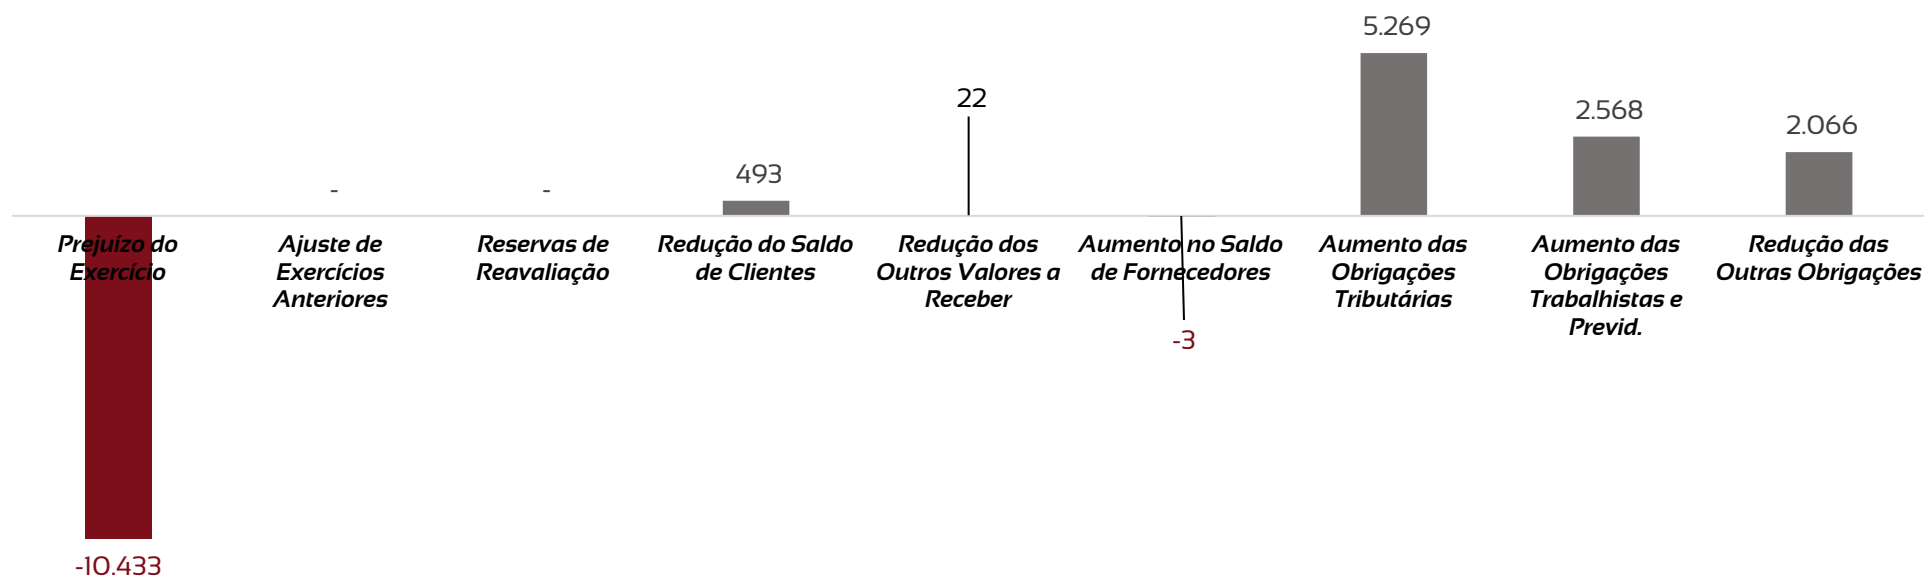 5.269
22
2.568
2.066
493
-
-
Prejuízo do
Exercício
Ajuste de
Exercícios
Anteriores
Reservas de
Reavaliação
Redução do Saldo
de Clientes
Redução dos
Outros Valores a
Receber
Aumento no Saldo
de Fornecedores
Aumento das
Obrigações
Tributárias
Aumento das
Obrigações
Trabalhistas e
Previd.
Redução das
Outras Obrigações
-3
-10.433